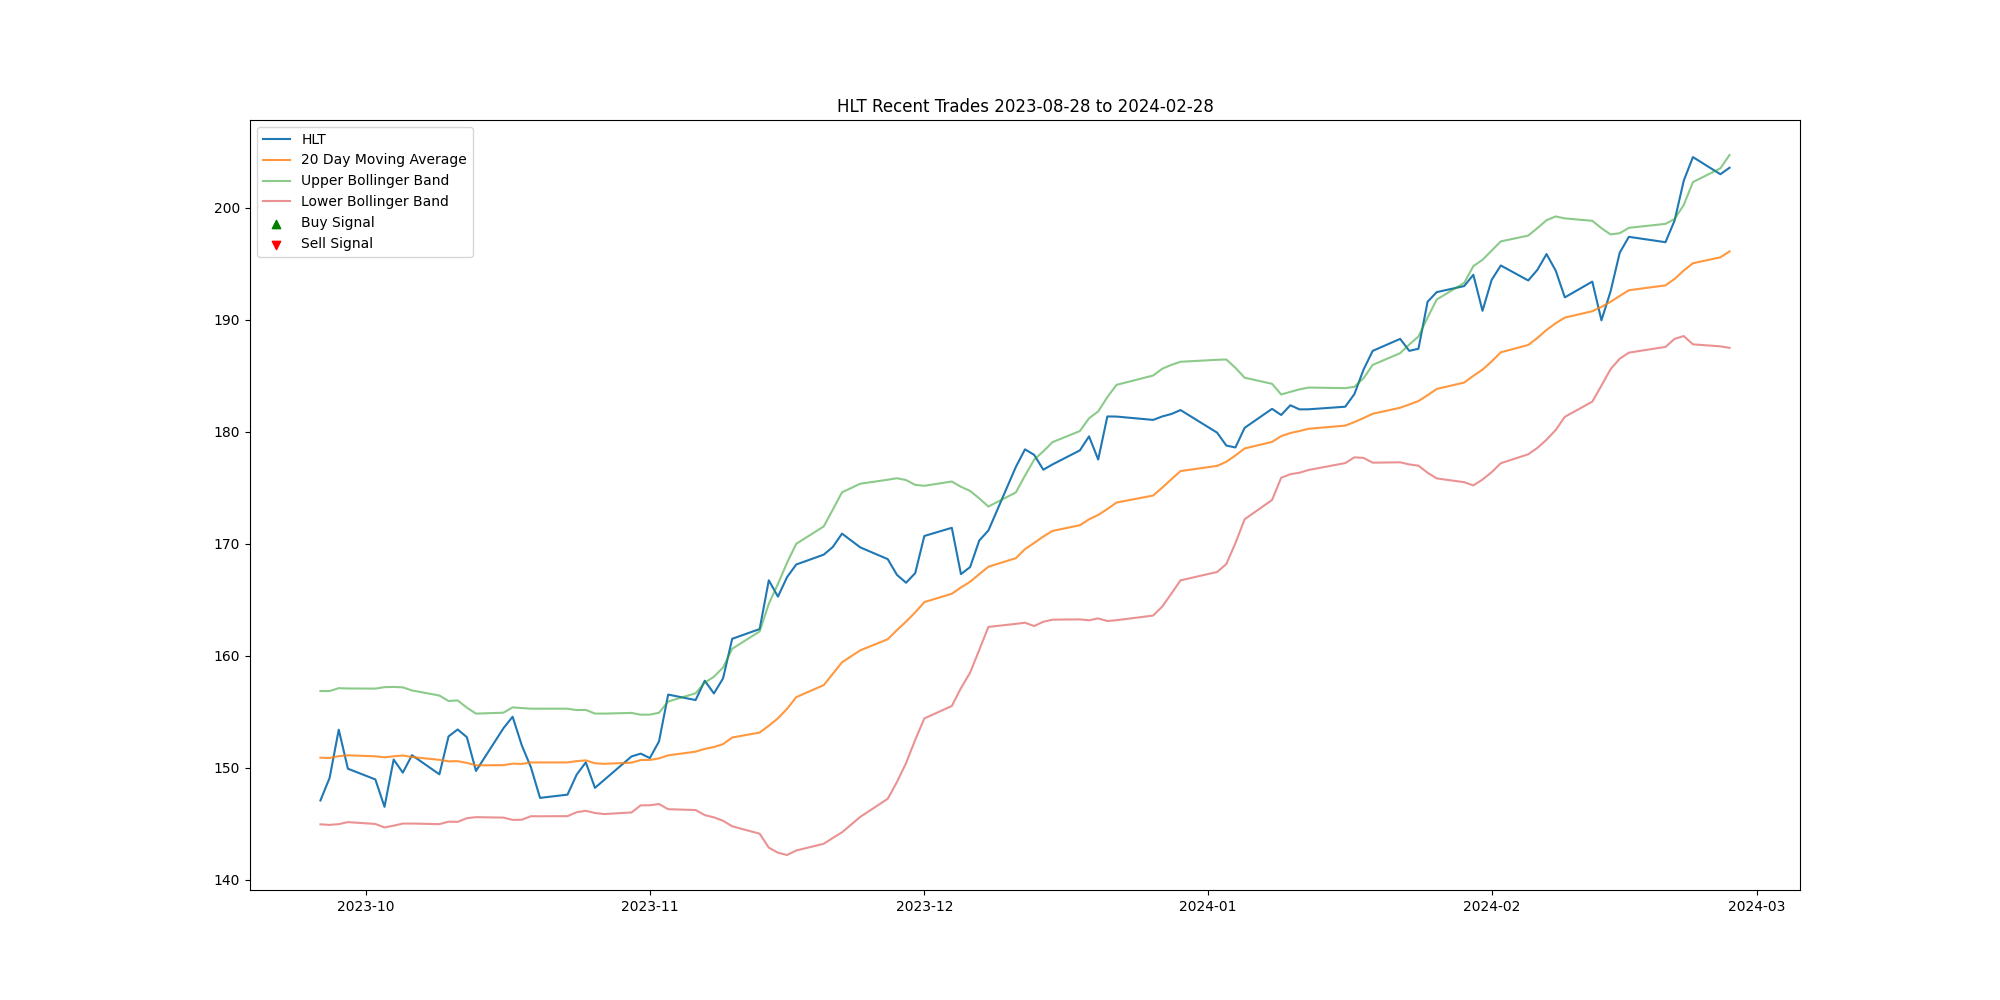 HLT Recent Trades 2023-08-28 to 2024-02-28
HLT
20 Day Moving Average
Upper Bollinger Band
Lower Bollinger Band
Buy Signal
Sell Signal
200
190
180
170
160
150
140
2023-10 2023-11 2023-12 2024-01 2024-02 2024-03